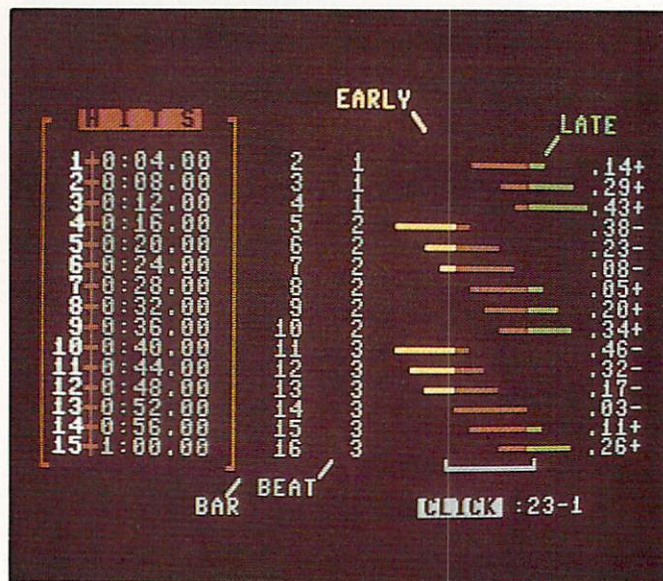 EARLY
HITS
LATE
1+0:04.00 2 1 .14+
2+0:08.00 3 1 .29+
3+0:12.00 4 1 .43+
4+0:16.00 5 2 .38-
5+0:20.00 6 2 .23-
6+0:24.00 7 2 .08-
7+0:28.00 8 2 .05+
8+0:32.00 9 2 .20+
9+0:36.00 10 2 .34+
10+0:40.00 11 3 .46-
11+0:44.00 12 3 .32-
12+0:48.00 13 3 .17-
13+0:52.00 14 3 .03-
14+0:56.00 15 3 .11+
15+1:00.00 16 3 .26+
BAR BEAT
CLICK :23-1